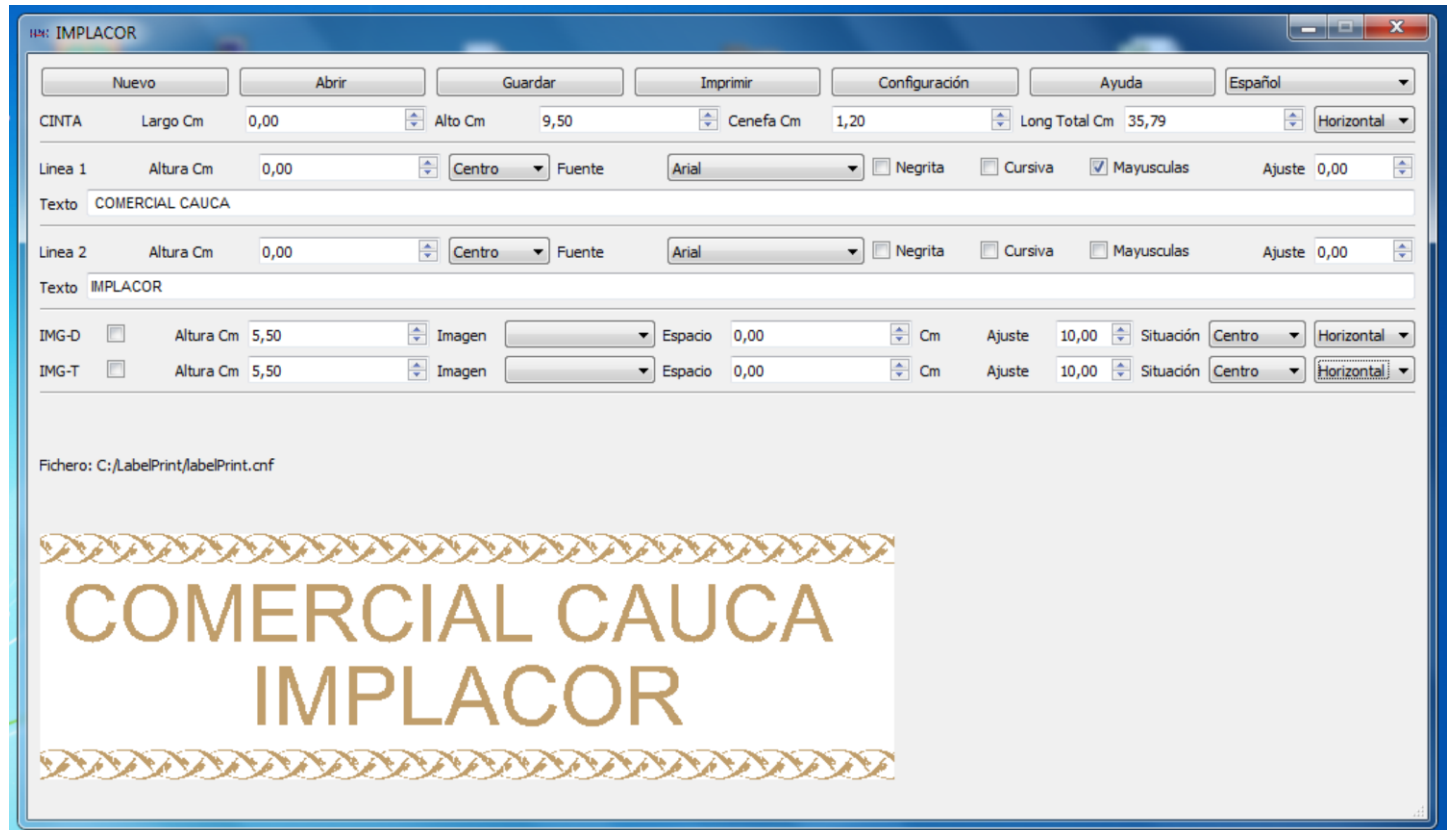 IMPLACOR
Nuevo Abrir Guardar Imprimir Configuración Ayuda Español
CINTA Largo Cm 0,00 Alto Cm 9,50 Cenefa Cm 1,20 Long Total Cm 35,79 Horizontal
Linea 1 Altura Cm 0,00 Centro Fuente Arial Negrita Cursiva Mayusculas Ajuste 0,00
Texto COMERCIAL CAUCA
Linea 2 Altura Cm 0,00 Centro Fuente Arial Negrita Cursiva Mayusculas Ajuste 0,00
Texto IMPLACOR
IMG-D Altura Cm 5,50 Imagen Espacio 0,00 Cm Ajuste 10,00 Situación Centro Horizontal
IMG-T Altura Cm 5,50 Imagen Espacio 0,00 Cm Ajuste 10,00 Situación Centro Horizontal
Fichero: C:/LabelPrint/labelPrint.cnf
COMERCIAL CAUCA
IMPLACOR